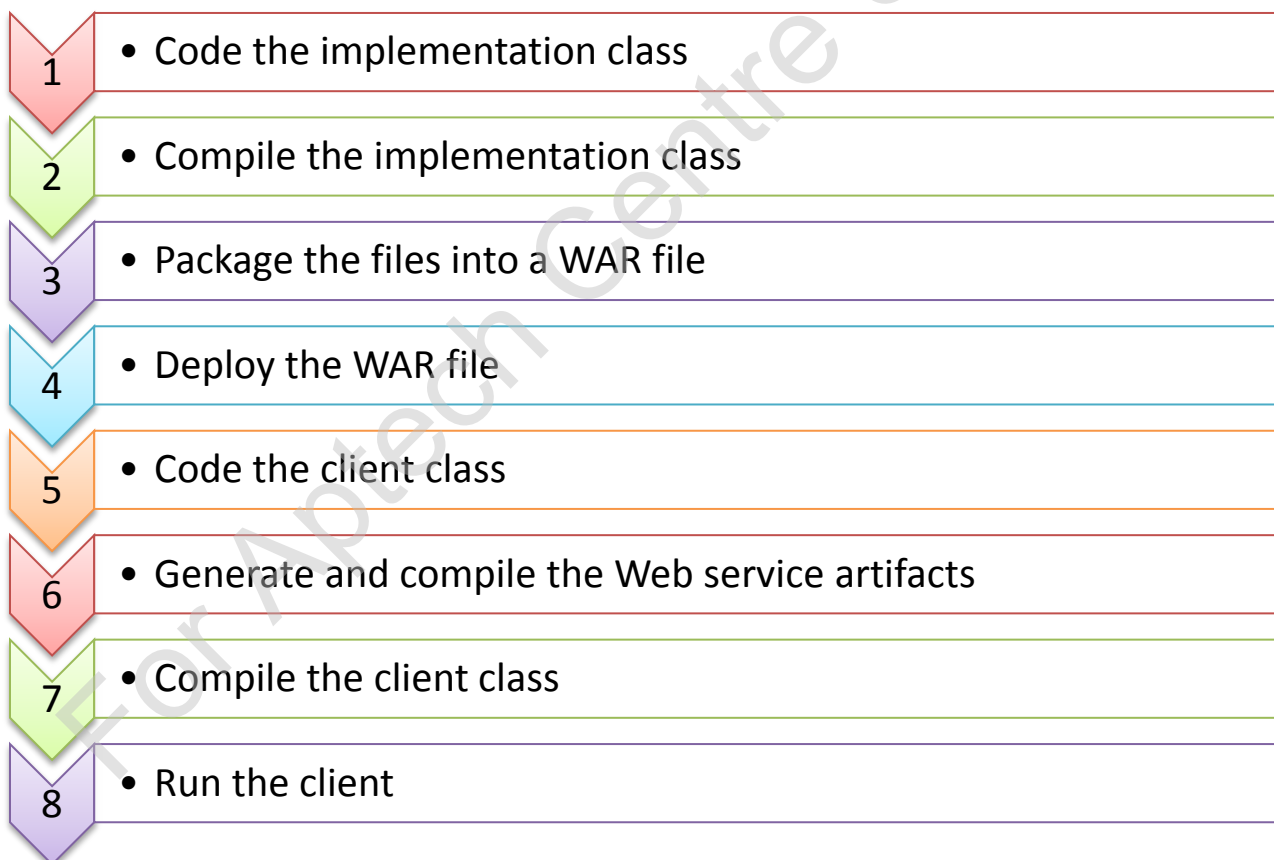 1 • Code the implementation class
2 • Compile the implementation class
3 • Package the files into a WAR file
4 • Deploy the WAR file
5 • Code the client class
6 • Generate and compile the Web service artifacts
7 • Compile the client class
8 • Run the client
For Aptech Centre